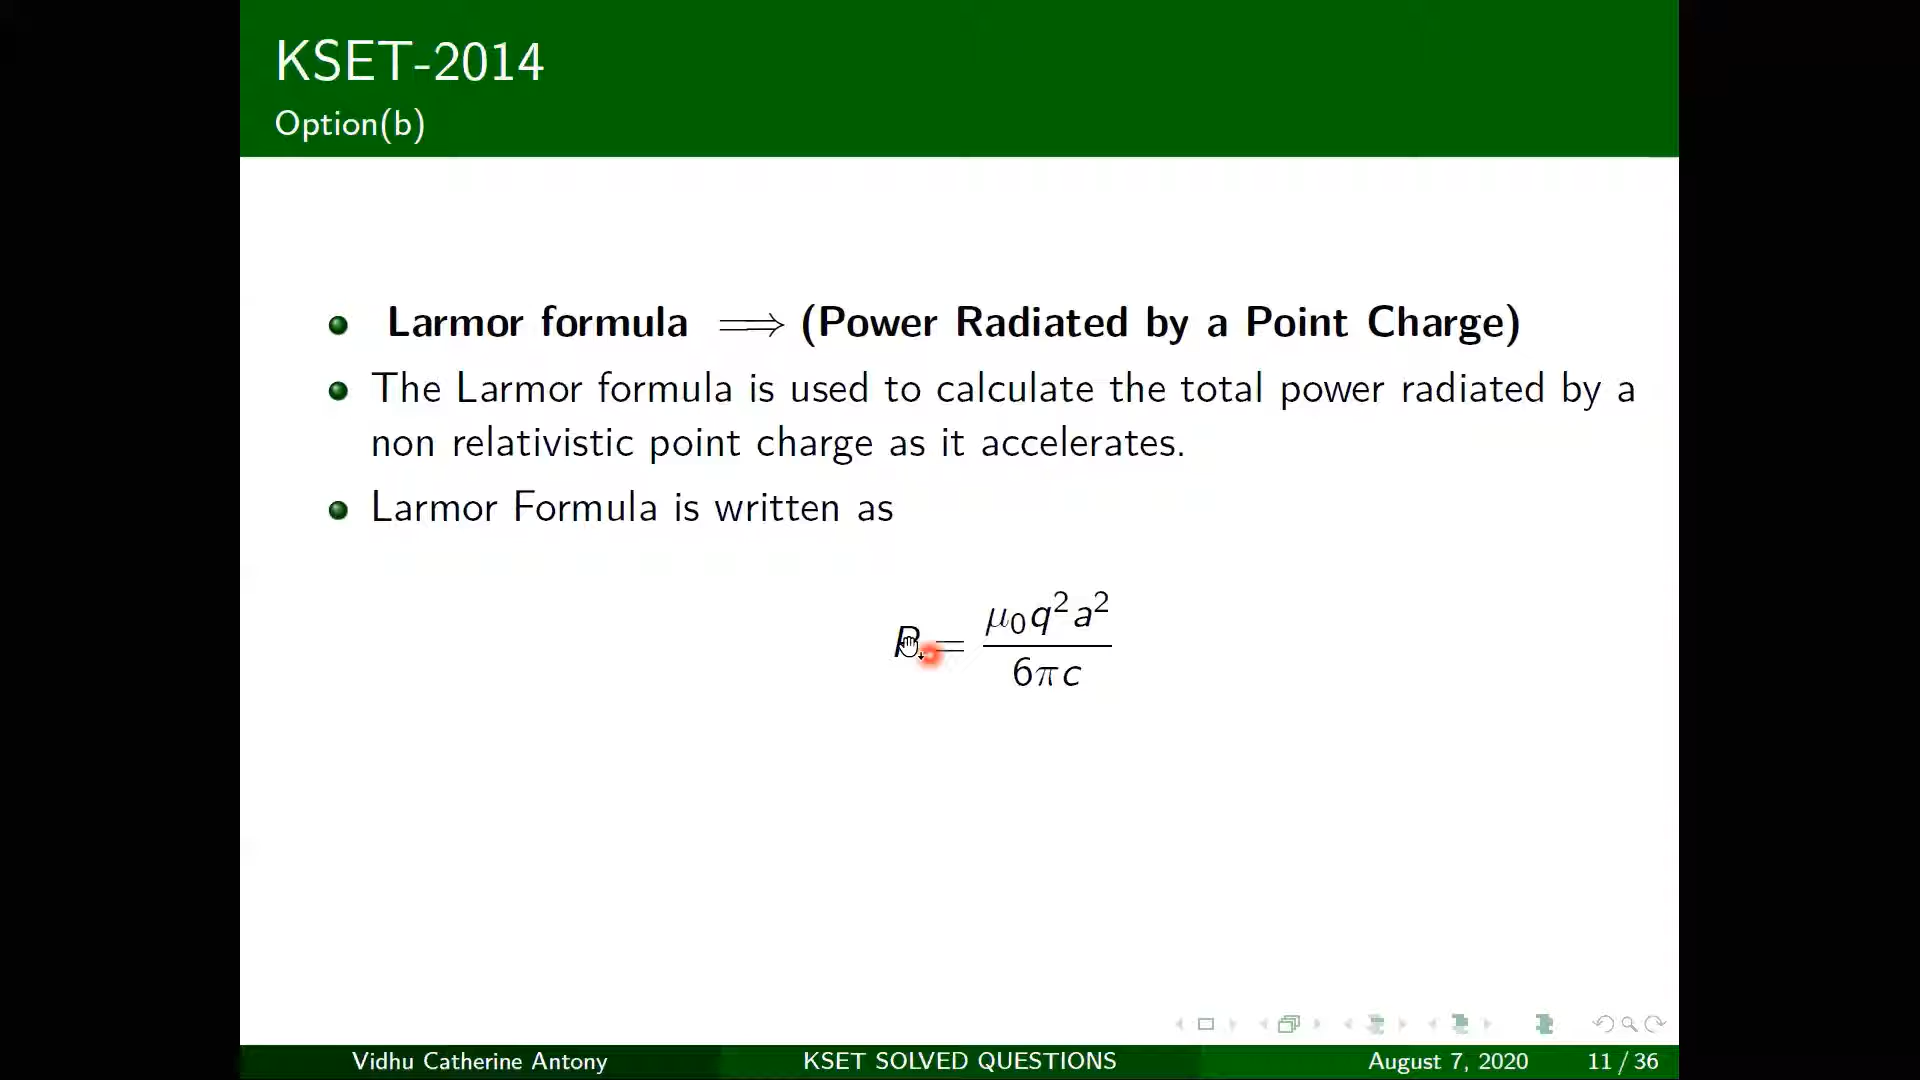 KSET-2014
Option(b)
Larmor formula ⟹ (Power Radiated by a Point Charge)
The Larmor formula is used to calculate the total power radiated by a
non relativistic point charge as it accelerates.
Larmor Formula is written as
P = μ₀q²a² / 6πc
Vidhu Catherine Antony KSET SOLVED QUESTIONS August 7, 2020 11 / 36